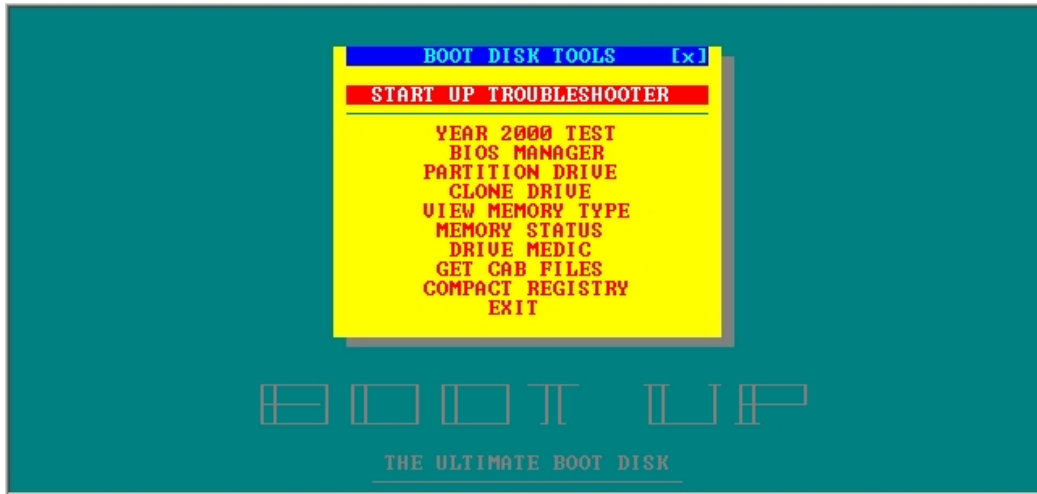 BOOT DISK TOOLS [x]
START UP TROUBLESHOOTER
YEAR 2000 TEST
BIOS MANAGER
PARTITION DRIVE
CLONE DRIVE
VIEW MEMORY TYPE
MEMORY STATUS
DRIVE MEDIC
GET CAB FILES
COMPACT REGISTRY
EXIT
BOOT UP
THE ULTIMATE BOOT DISK